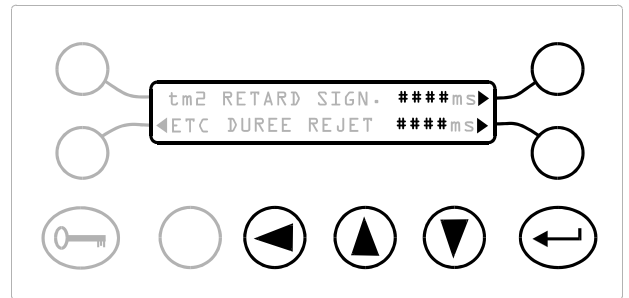 tm2 RETARD SIGN. ####ms▶
◀ETC DUREE REJET ####ms▶